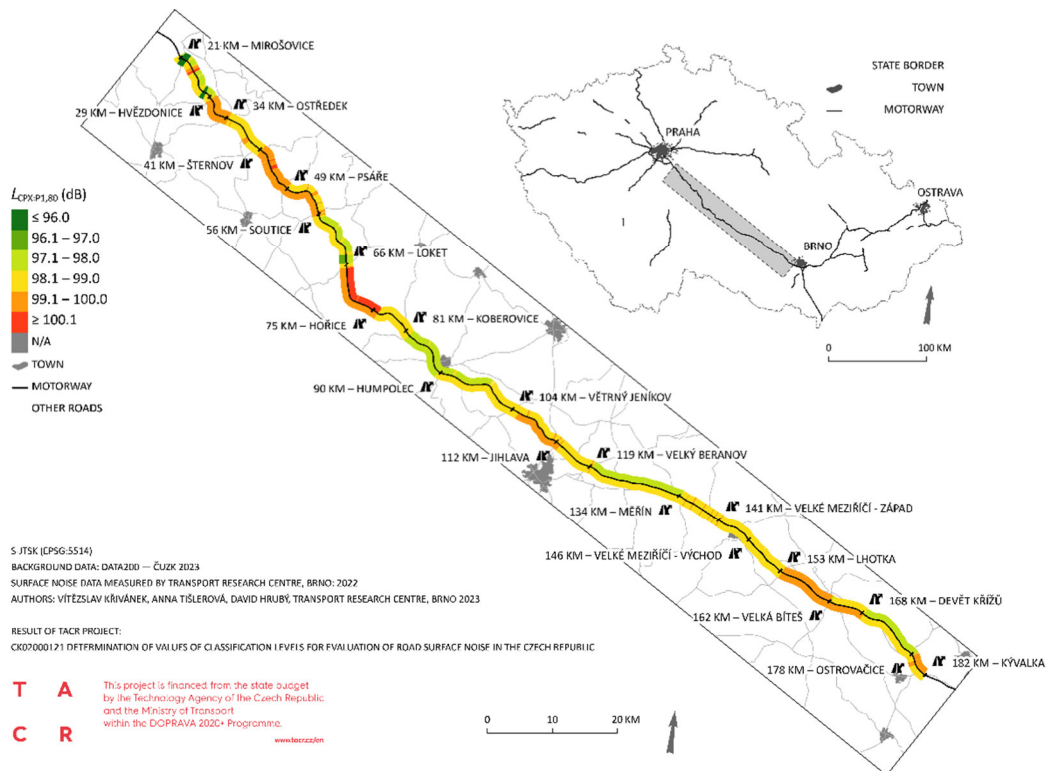 21 KM – MIROŠOVICE
29 KM – HVĚZDONICE
34 KM – OSTŘEDEK
41 KM – ŠTERNOV
49 KM – PSÁŘE
56 KM – SOUTICE
66 KM – LOKET
75 KM – HOŘICE
81 KM – KOBEROVICE
90 KM – HUMPOLEC
104 KM – VĚTRNÝ JENÍKOV
112 KM – JIHLAVA
119 KM – VELKÝ BERANOV
134 KM – MĚŘÍN
141 KM – VELKÉ MEZIŘÍČÍ - ZÁPAD
146 KM – VELKÉ MEZIŘÍČÍ - VÝCHOD
153 KM – LHOTKA
162 KM – VELKÁ BÍTEŠ
168 KM – DEVĚT KŘÍŽŮ
178 KM – OSTROVAČICE
182 KM – KÝVALKA
LCPX:P1,80 (dB)
≤ 96.0
96.1 – 97.0
97.1 – 98.0
98.1 – 99.0
99.1 – 100.0
≥ 100.1
N/A
TOWN
MOTORWAY
OTHER ROADS
STATE BORDER
TOWN
MOTORWAY
PRAHA
OSTRAVA
BRNO
1
0 100 KM
S JTSK (EPSG:5514)
BACKGROUND DATA: DATA200 — ČUZK 2023
SURFACE NOISE DATA MEASURED BY TRANSPORT RESEARCH CENTRE, BRNO: 2022
AUTHORS: VÍTĚZSLAV KŘIVÁNEK, ANNA TIŠLEROVÁ, DAVID HRUBÝ, TRANSPORT RESEARCH CENTRE, BRNO 2023
RESULT OF TACR PROJECT:
CK02000121 DETERMINATION OF VALUES OF CLASSIFICATION LEVELS FOR EVALUATION OF ROAD SURFACE NOISE IN THE CZECH REPUBLIC
T A
C R
This project is financed from the state budget
by the Technology Agency of the Czech Republic
and the Ministry of Transport
within the DOPRAVA 2020+ Programme.
www.tacr.cz/en
0 10 20 KM